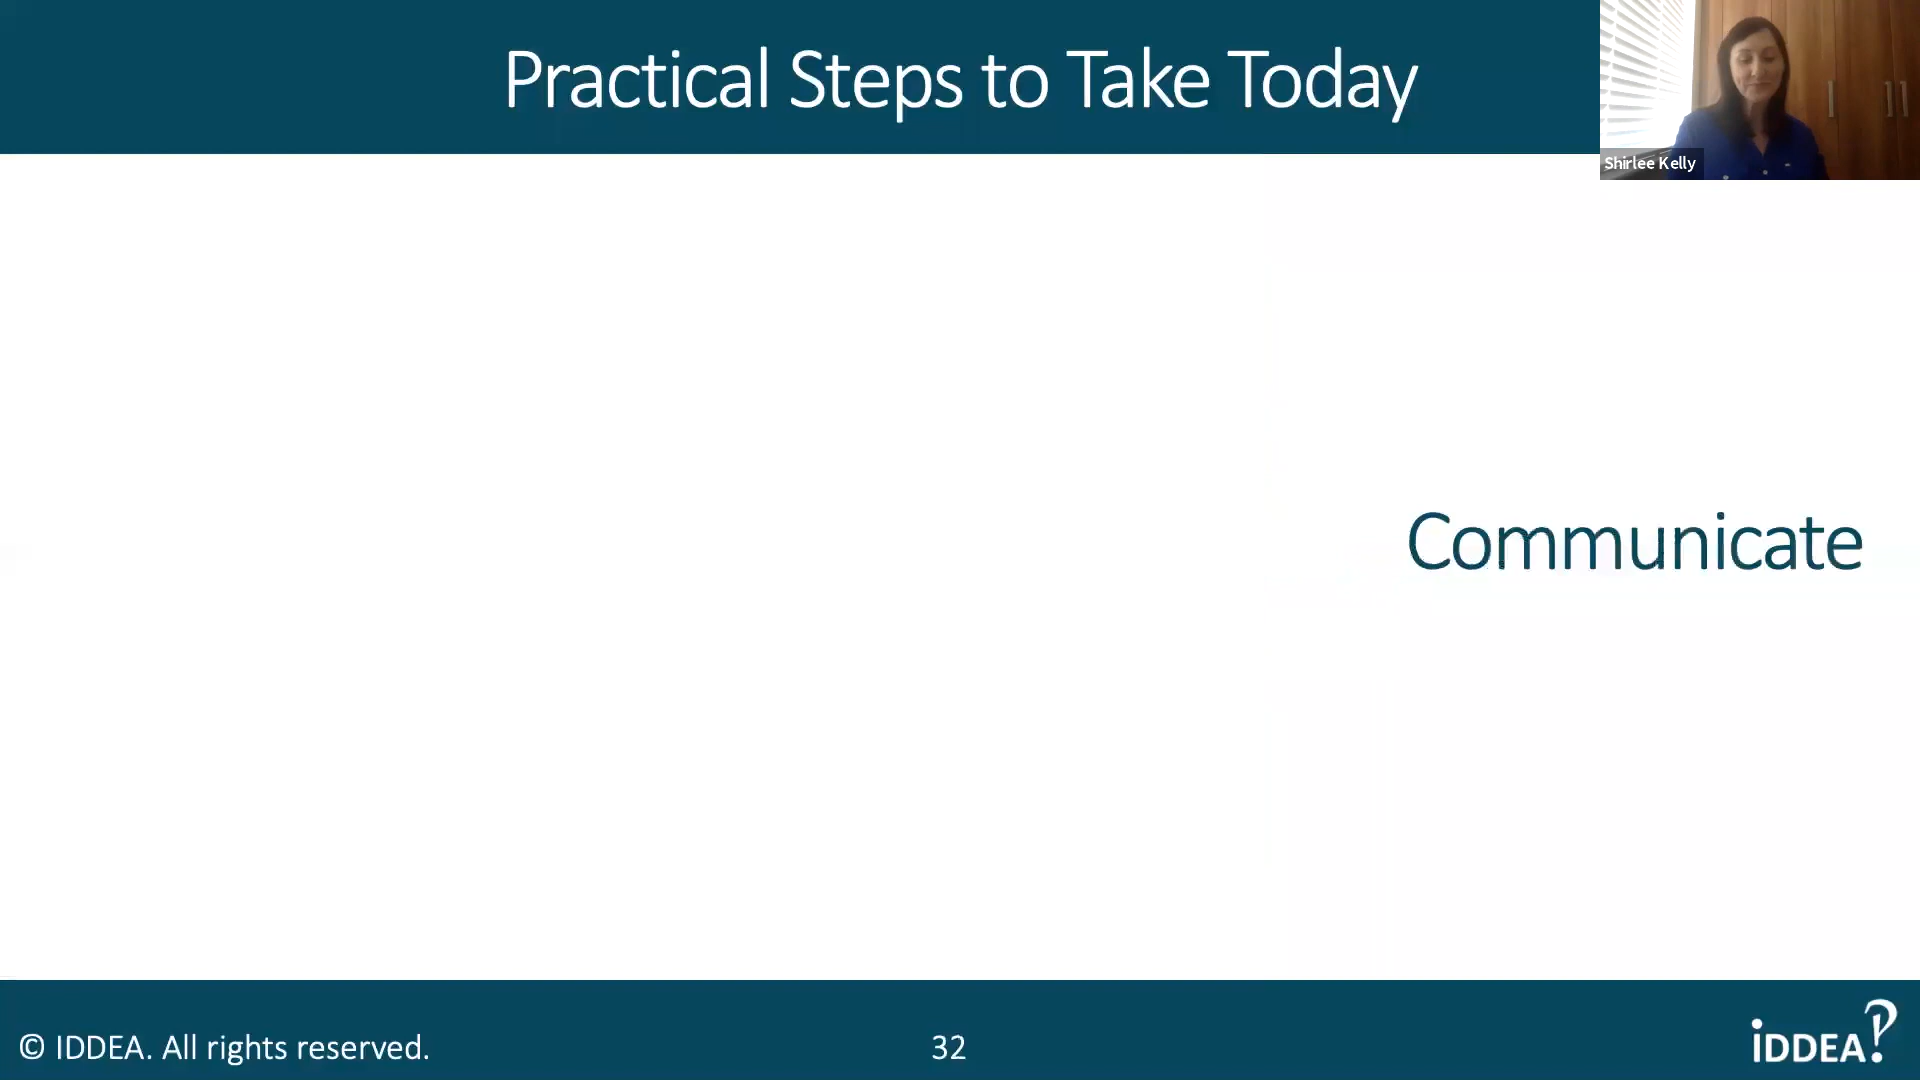 Practical Steps to Take Today
Shirlee Kelly
Communicate
© IDDEA. All rights reserved.
32
iDDEA?